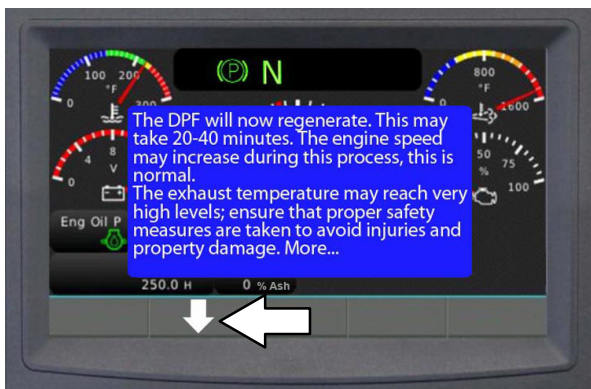 (P) N
100 200
°F
0 300
800
°F
0 1600
4 8
V
0
50 75
%
100
The DPF will now regenerate. This may
take 20-40 minutes. The engine speed
may increase during this process, this is
normal.
The exhaust temperature may reach very
high levels; ensure that proper safety
measures are taken to avoid injuries and
property damage. More...
Eng Oil P
250.0 H 0 % Ash